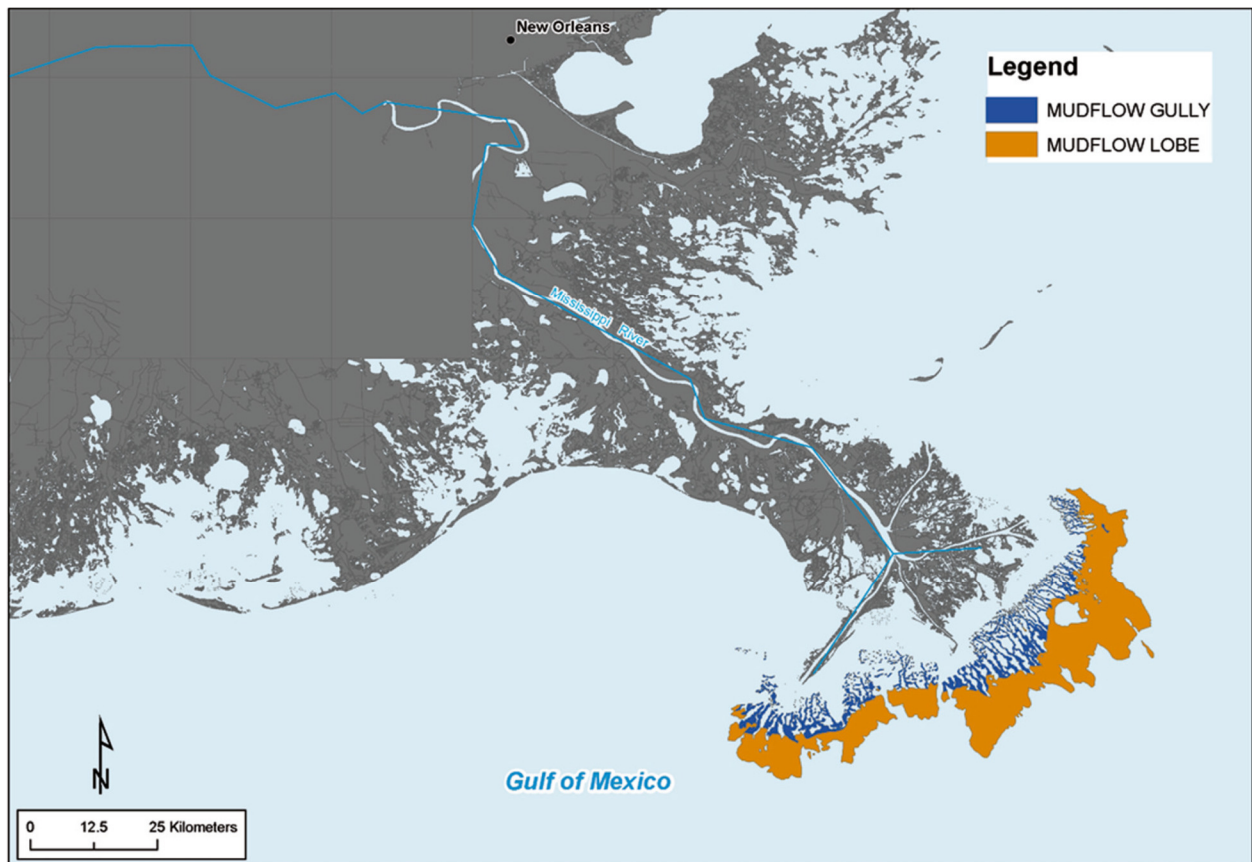 New Orleans
Legend
MUDFLOW GULLY
MUDFLOW LOBE
Mississippi River
Gulf of Mexico
N
0 12.5 25 Kilometers